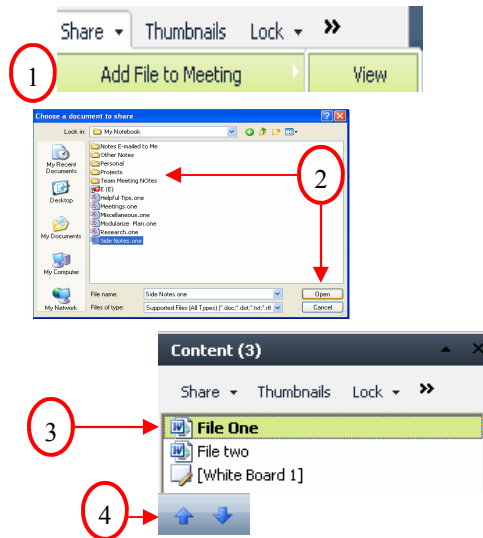 Share Thumbnails Lock »
1 Add File to Meeting View
Choose a document to share
Look in: My Notebook
My Recent Documents
Desktop
My Documents
My Computer
My Network
Notes E-mailed to Me
Other Notes
Personal
Projects
Team Meeting NOtes
E (E)
Helpful Tips.one
Meetings.one
Miscellaneous.one
Modularize Plan.one
Research.one
Side Notes.one
2
File name: Side Notes.one Open
Files of type: Supported Files (All Types) (*.doc;*.dot;*.txt;*.rtf Cancel
Content (3)
Share Thumbnails Lock »
3 File One
File two
[White Board 1]
4